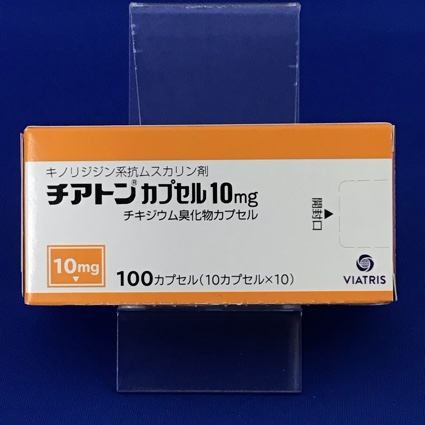 キノリジジン系抗ムスカリン剤
チアトン®カプセル10mg
チキジウム臭化物カプセル
開封口
10mg
100カプセル(10カプセル×10)
VIATRIS